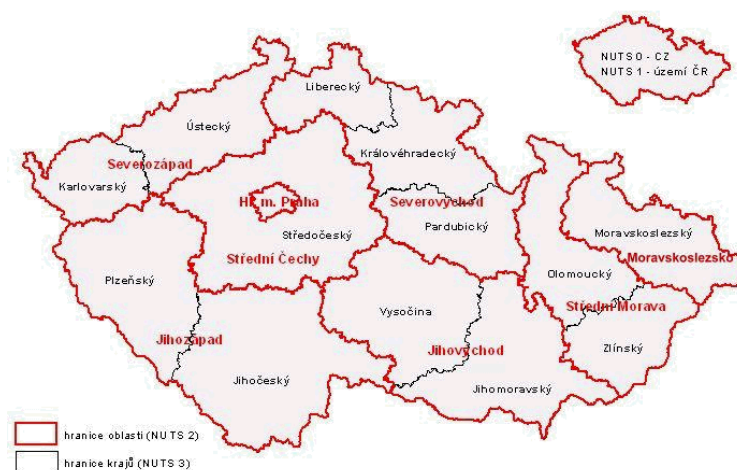 NUTS 0 - CZ
NUTS 1 - území ČR
Liberecký
Ústecký
Královéhradecký
Severozápad
Karlovarský
Hl. m. Praha
Severovýchod
Středočeský
Pardubický
Moravskoslezský
Střední Čechy
Moravskoslezsko
Plzeňský
Olomoucký
Vysočina
Střední Morava
Jihozápad
Jihovýchod
Zlínský
Jihočeský
Jihomoravský
hranice oblastí (NUTS 2)
hranice krajů (NUTS 3)